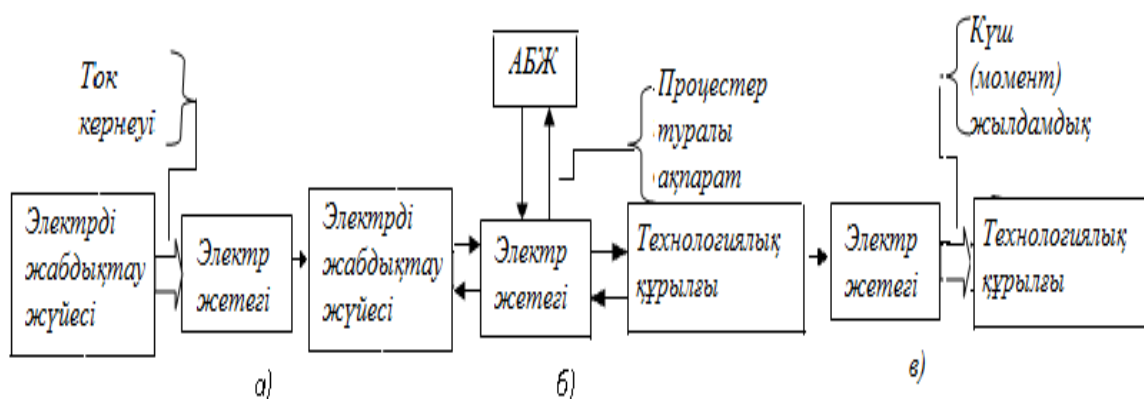 Ток
кернеуі
АБЖ
Процестер
туралы
ақпарат
Күш
(момент)
жылдамдық
Электрді
жабдықтау
жүйесі
Электр
жетегі
Электрді
жабдықтау
жүйесі
Электр
жетегі
Технологиялық
құрылғы
Электр
жетегі
Технологиялық
құрылғы
а)
б)
в)